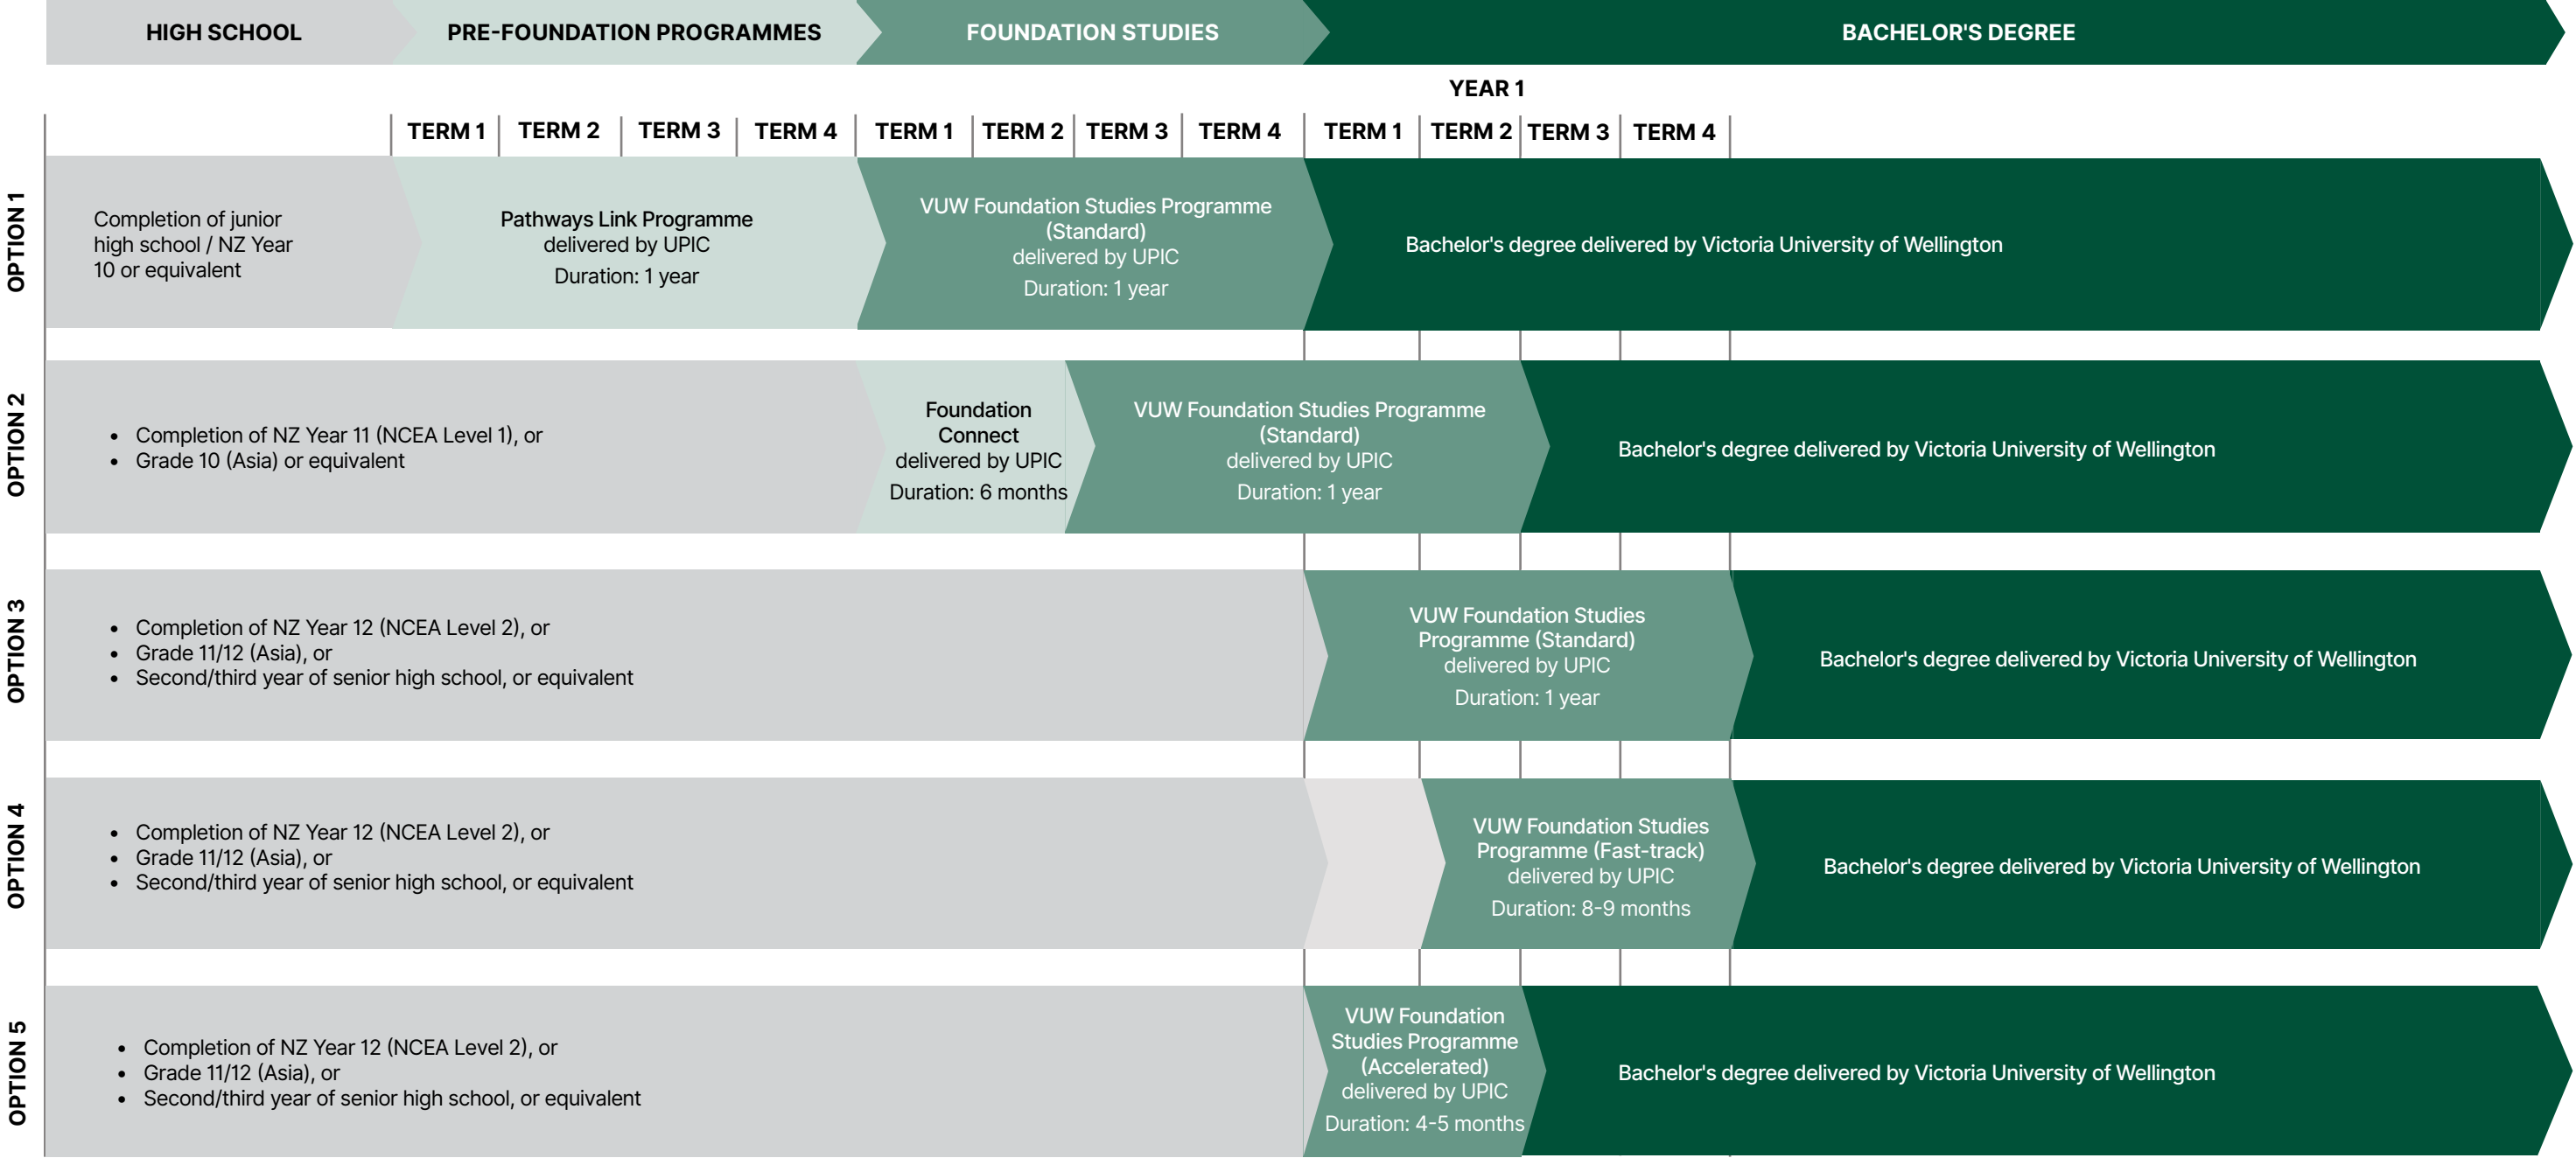 HIGH SCHOOL
PRE-FOUNDATION PROGRAMMES
FOUNDATION STUDIES
BACHELOR'S DEGREE
YEAR 1
TERM 1
TERM 2
TERM 3
TERM 4
TERM 1
TERM 2
TERM 3
TERM 4
TERM 1
TERM 2
TERM 3
TERM 4
OPTION 1
Completion of junior
high school / NZ Year
10 or equivalent
Pathways Link Programme
delivered by UPIC
Duration: 1 year
VUW Foundation Studies Programme
(Standard)
delivered by UPIC
Duration: 1 year
Bachelor's degree delivered by Victoria University of Wellington
OPTION 2
• Completion of NZ Year 11 (NCEA Level 1), or
• Grade 10 (Asia) or equivalent
Foundation
Connect
delivered by UPIC
Duration: 6 months
VUW Foundation Studies Programme
(Standard)
delivered by UPIC
Duration: 1 year
Bachelor's degree delivered by Victoria University of Wellington
OPTION 3
• Completion of NZ Year 12 (NCEA Level 2), or
• Grade 11/12 (Asia), or
• Second/third year of senior high school, or equivalent
VUW Foundation Studies
Programme (Standard)
delivered by UPIC
Duration: 1 year
Bachelor's degree delivered by Victoria University of Wellington
OPTION 4
• Completion of NZ Year 12 (NCEA Level 2), or
• Grade 11/12 (Asia), or
• Second/third year of senior high school, or equivalent
VUW Foundation Studies
Programme (Fast-track)
delivered by UPIC
Duration: 8-9 months
Bachelor's degree delivered by Victoria University of Wellington
OPTION 5
• Completion of NZ Year 12 (NCEA Level 2), or
• Grade 11/12 (Asia), or
• Second/third year of senior high school, or equivalent
VUW Foundation
Studies Programme
(Accelerated)
delivered by UPIC
Duration: 4-5 months
Bachelor's degree delivered by Victoria University of Wellington